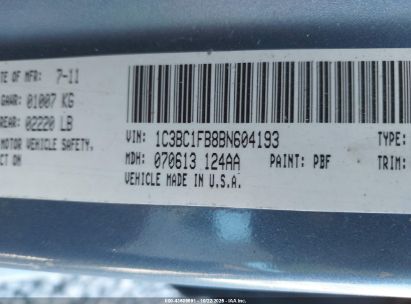 TE OF MFR: 7-11
GAWR: 01007 KG
REAR: 02220 LB
MOTOR VEHICLE SAFETY.
CT ON
VIN: 1C3BC1FB8BN604193
TYPE:
MDH: 070613 124AA PAINT: PBF TRIM:
VEHICLE MADE IN U.S.A.